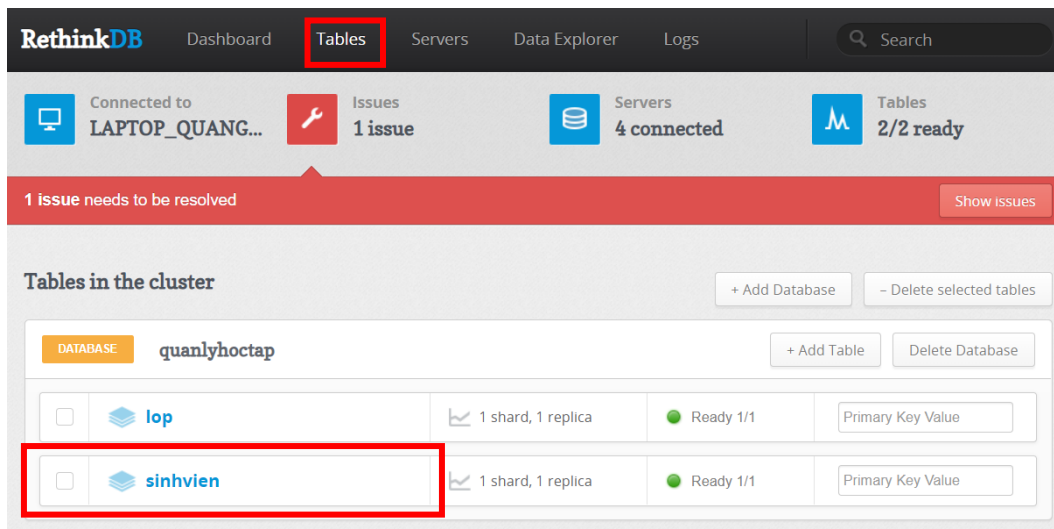 RethinkDB Dashboard Tables Servers Data Explorer Logs Search
Connected to
LAPTOP_QUANG...
Issues
1 issue
Servers
4 connected
Tables
2/2 ready
1 issue needs to be resolved Show issues
Tables in the cluster + Add Database – Delete selected tables
DATABASE quanlyhoctap + Add Table Delete Database
lop 1 shard, 1 replica Ready 1/1 Primary Key Value
sinhvien 1 shard, 1 replica Ready 1/1 Primary Key Value